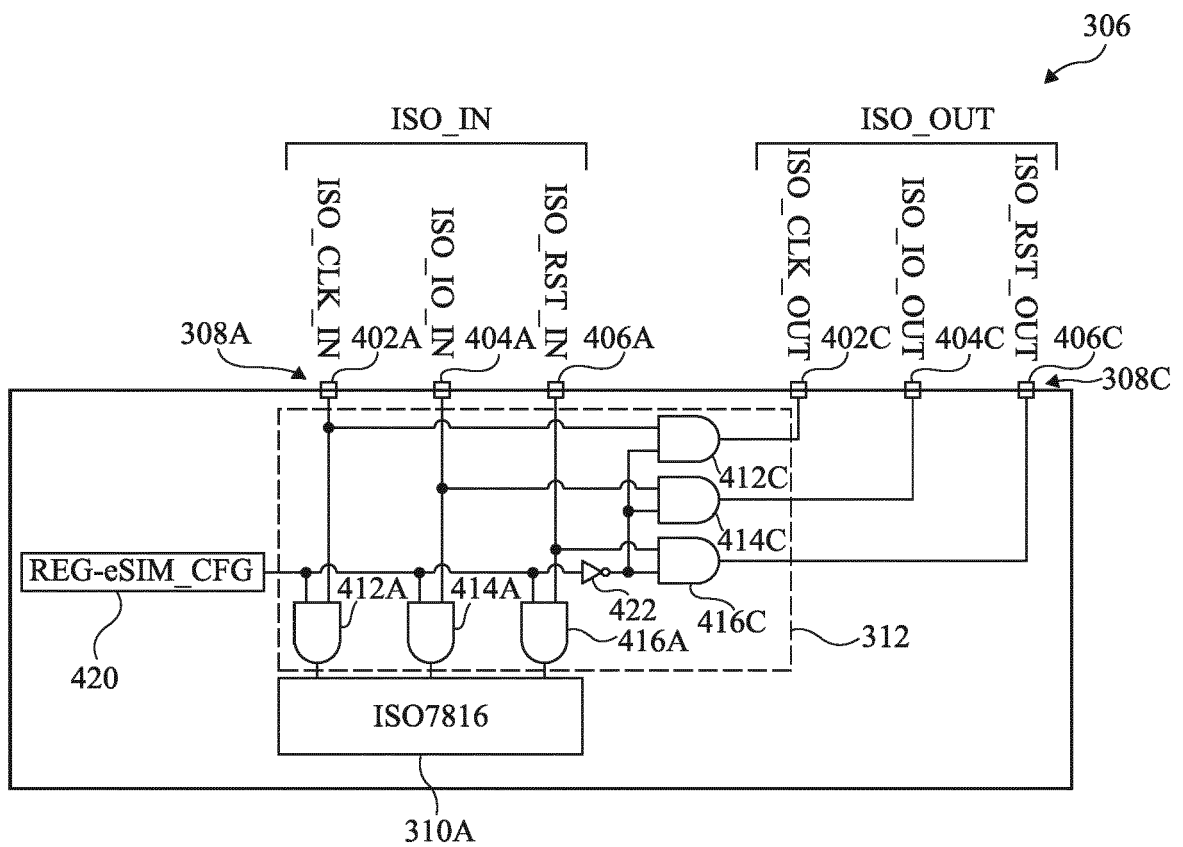 306
ISO_IN
ISO_OUT
ISO_CLK_IN
ISO_IO_IN
ISO_RST_IN
ISO_CLK_OUT
ISO_IO_OUT
ISO_RST_OUT
308A
402A
404A
406A
402C
404C
406C
308C
412C
414C
REG-eSIM_CFG
412A
414A
422
416C
416A
312
420
ISO7816
310A